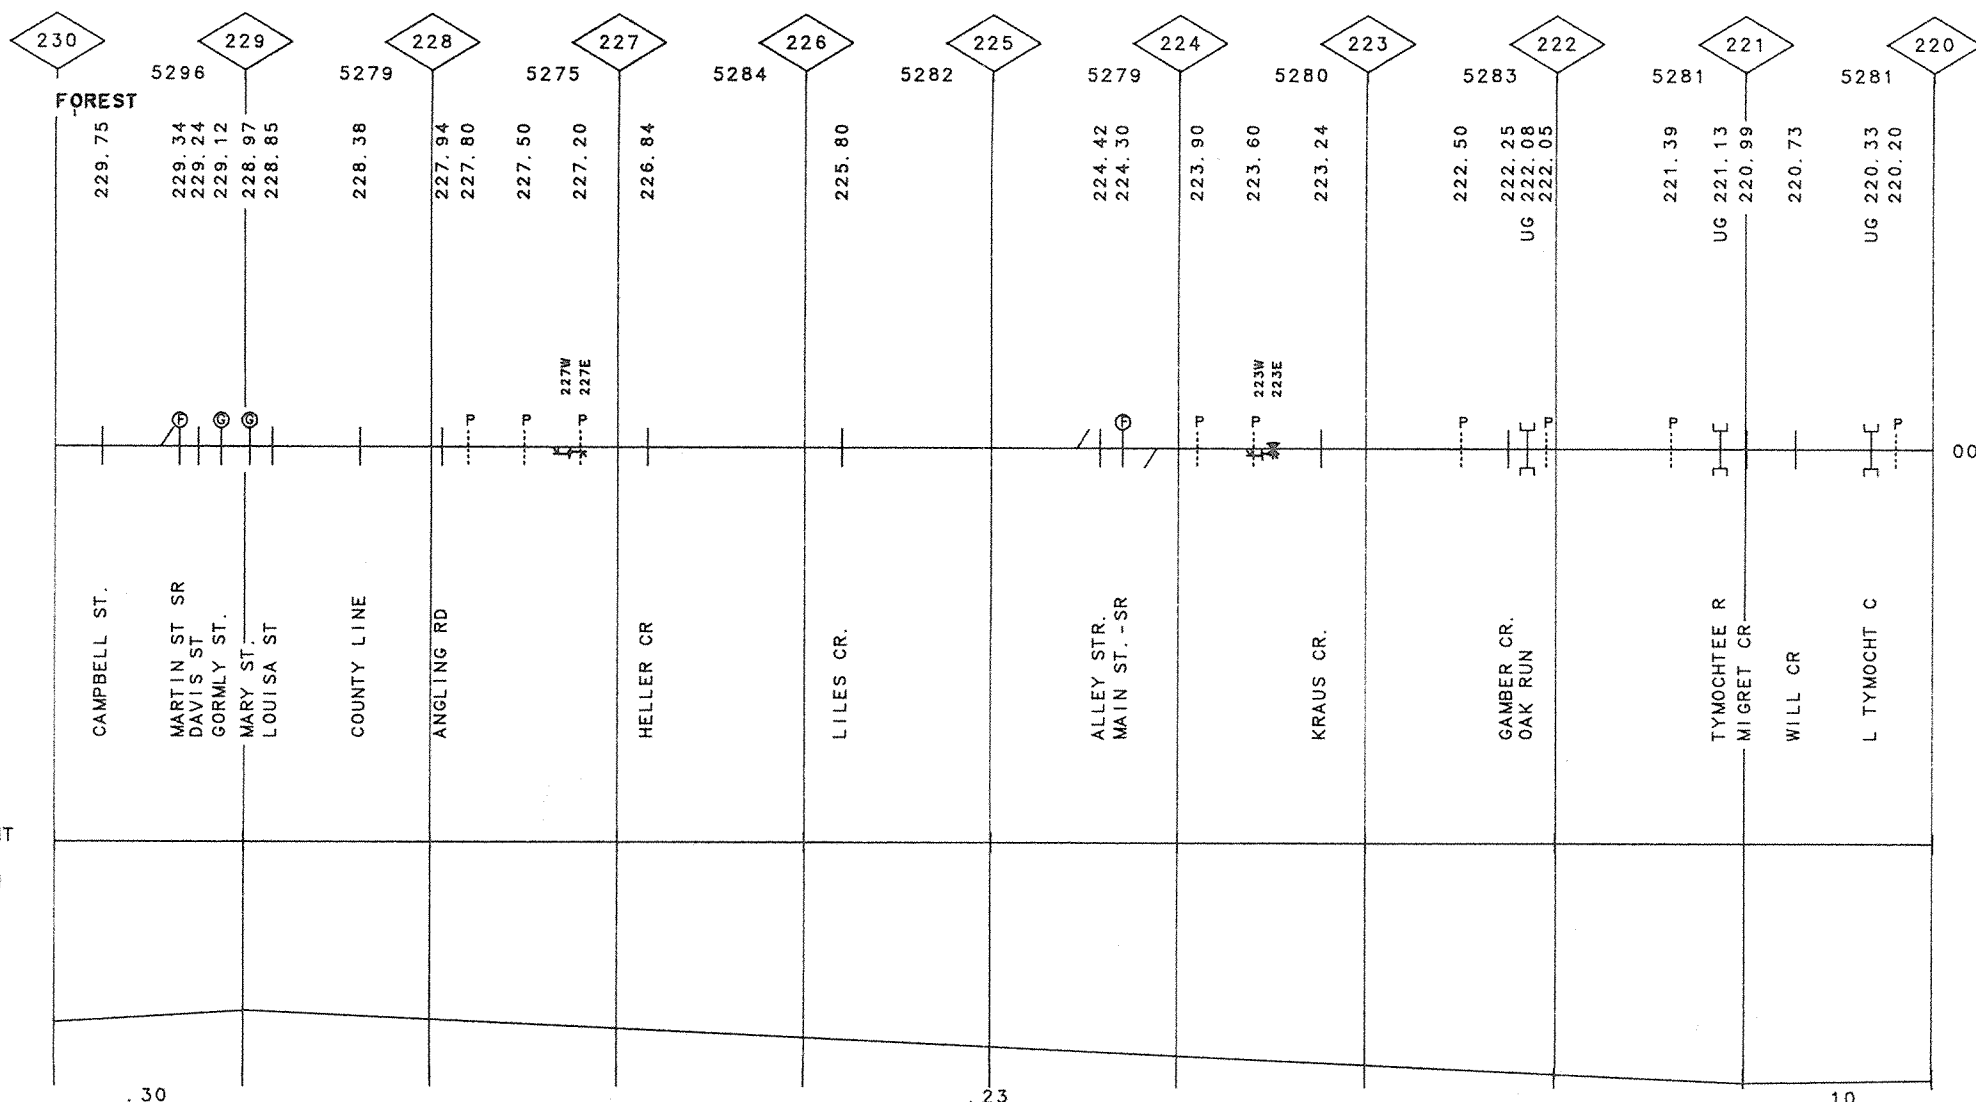 230 229 228 227 226 225 224 223 222 221 220
5296 5279 5275 5284 5282 5279 5280 5283 5281 5281
FOREST
229.75
229.34
229.24
229.12
228.97
228.85
228.38
227.94
227.80
227.50
227.20
226.84
225.80
224.42
224.30
223.90
223.60
223.24
222.50
222.25
UG 222.08
222.05
221.39
UG 221.13
220.99
220.73
UG 220.33
220.20
227W
227E
223W
223E
F G G P P P F P P P P P P
00
CAMPBELL ST.
MARTIN ST SR
DAVIS ST
GORMLY ST.
MARY ST.
LOUISA ST
COUNTY LINE
ANGLING RD
HELLER CR
LILES CR.
ALLEY STR.
MAIN ST.-SR
KRAUS CR.
GAMBER CR.
OAK RUN
TYMOCHTEE R
MIGRET CR
WILL CR
L TYMOCHT C
T
.30 .23 .10